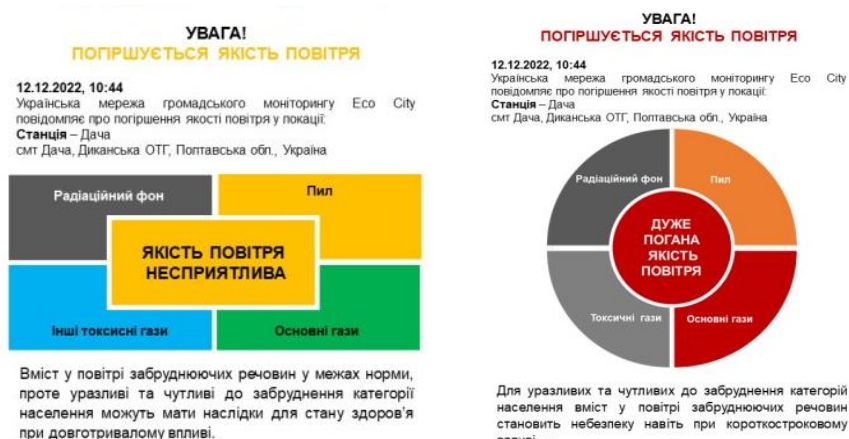 УВАГА!
ПОГІРШУЄТЬСЯ ЯКІСТЬ ПОВІТРЯ
12.12.2022, 10:44
Українська мережа громадського моніторингу Eco City
повідомляє про погіршення якості повітря у локації:
Станція – Дача
смт Дача, Диканська ОТГ, Полтавська обл., Україна
Радіаційний фон
Пил
ЯКІСТЬ ПОВІТРЯ
НЕСПРИЯТЛИВА
Інші токсисні гази
Основні гази
Вміст у повітрі забруднюючих речовин у межах норми,
проте уразливі та чутливі до забруднення категорії
населення можуть мати наслідки для стану здоров'я
при довготривалому впливі.
УВАГА!
ПОГІРШУЄТЬСЯ ЯКІСТЬ ПОВІТРЯ
12.12.2022, 10:44
Українська мережа громадського моніторингу Eco City
повідомляє про погіршення якості повітря у локації:
Станція – Дача
смт Дача, Диканська ОТГ, Полтавська обл., Україна
Радіаційний фон
Пил
ДУЖЕ
ПОГАНА
ЯКІСТЬ
ПОВІТРЯ
Токсичні гази
Основні гази
Для уразливих та чутливих до забруднення категорій
населення вміст у повітрі забруднюючих речовин
становить небезпеку навіть при короткостроковому